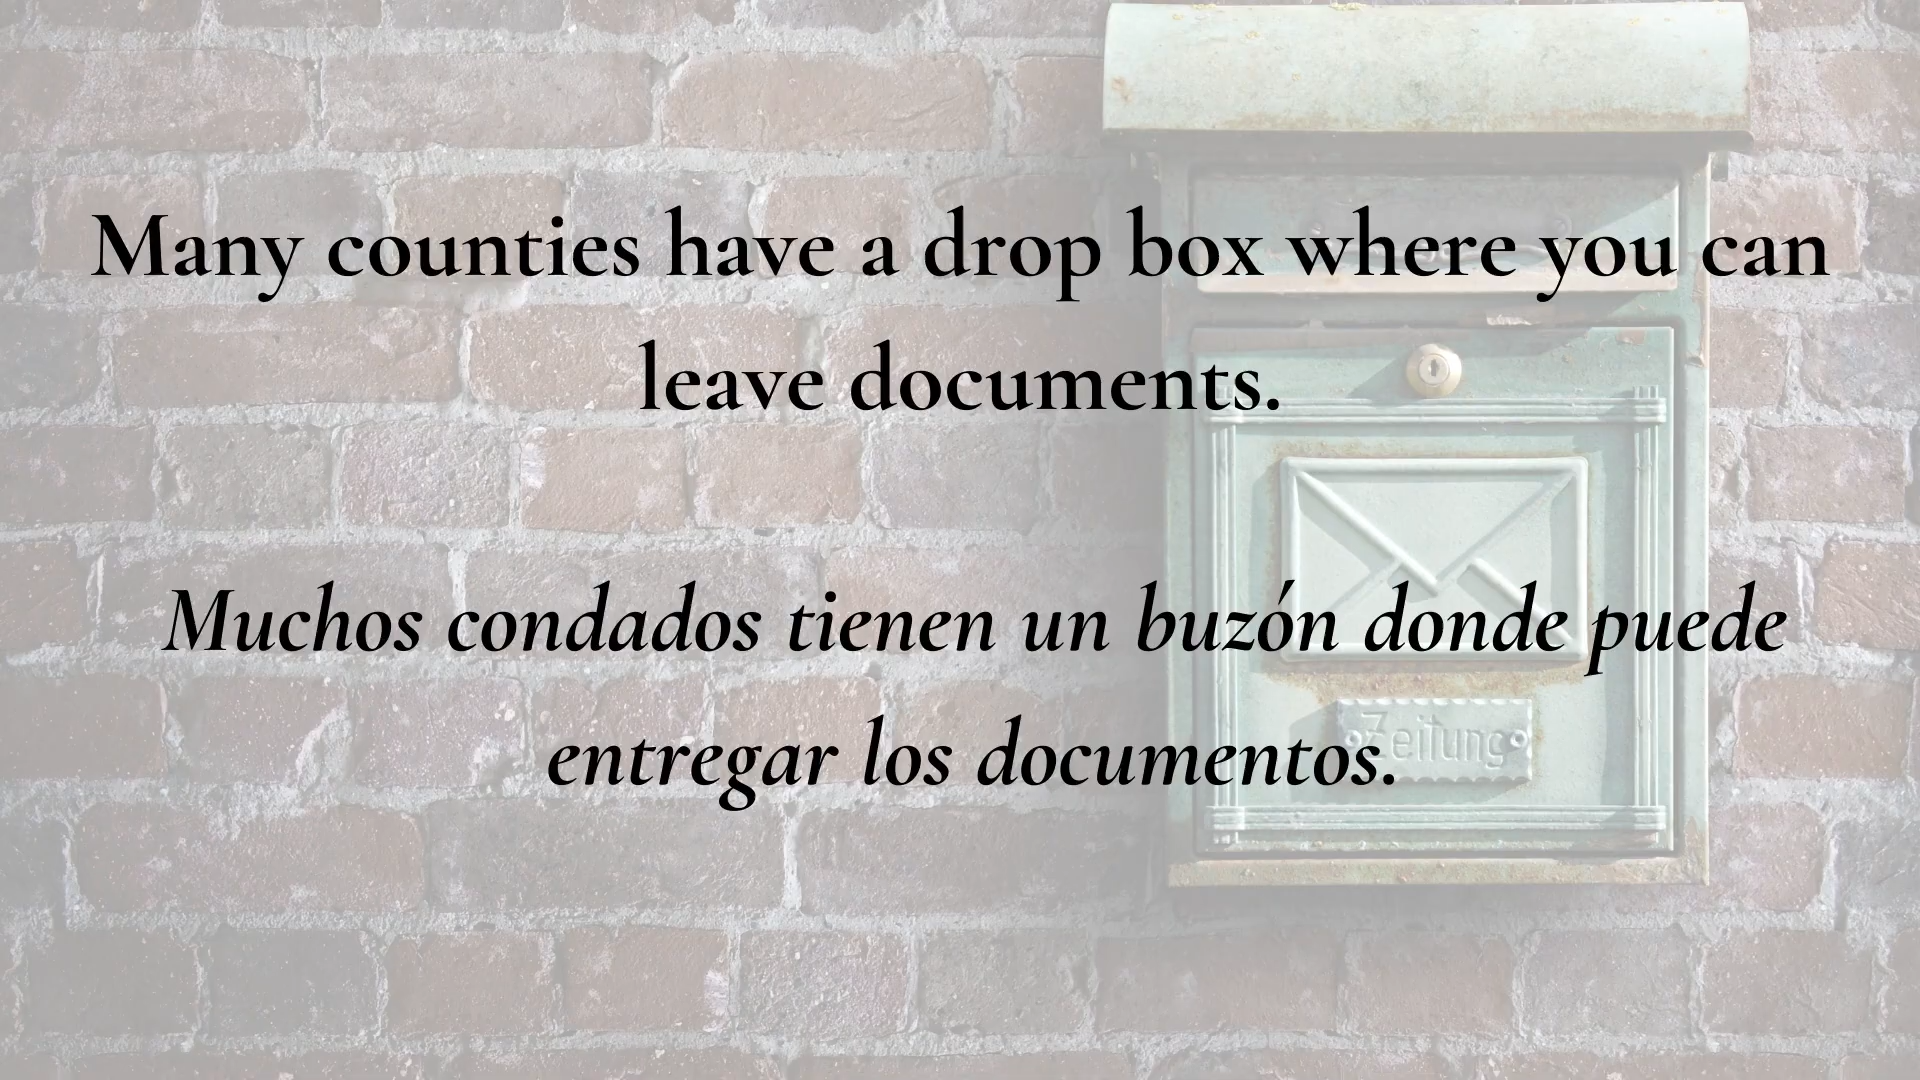 Many counties have a drop box where you can
leave documents.
Muchos condados tienen un buzón donde puede
entregar los documentos.
Zeitung